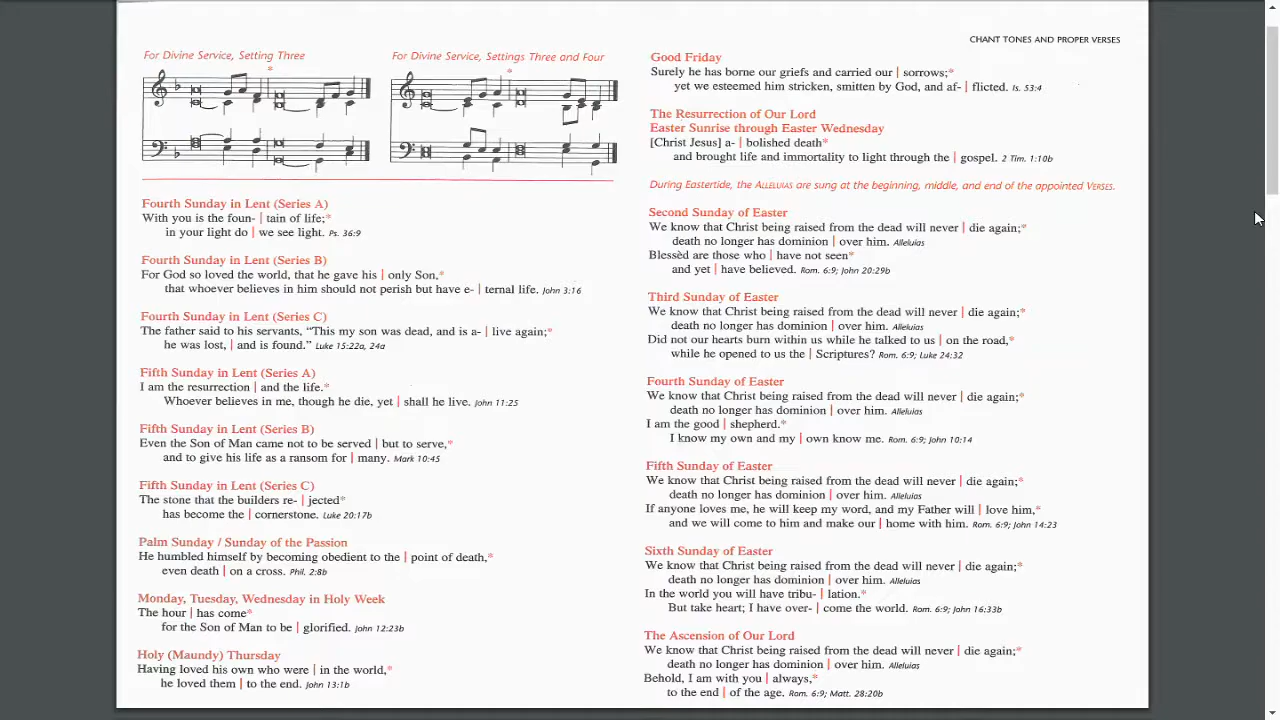 CHANT TONES AND PROPER VERSES
For Divine Service, Setting Three
*
For Divine Service, Settings Three and Four
*
Fourth Sunday in Lent (Series A)
With you is the foun- | tain of life;*
in your light do | we see light. Ps. 36:9
Fourth Sunday in Lent (Series B)
For God so loved the world, that he gave his | only Son,*
that whoever believes in him should not perish but have e- | ternal life. John 3:16
Fourth Sunday in Lent (Series C)
The father said to his servants, “This my son was dead, and is a- | live again;*
he was lost, | and is found.” Luke 15:22a, 24a
Fifth Sunday in Lent (Series A)
I am the resurrection | and the life.*
Whoever believes in me, though he die, yet | shall he live. John 11:25
Fifth Sunday in Lent (Series B)
Even the Son of Man came not to be served | but to serve,*
and to give his life as a ransom for | many. Mark 10:45
Fifth Sunday in Lent (Series C)
The stone that the builders re- | jected*
has become the | cornerstone. Luke 20:17b
Palm Sunday / Sunday of the Passion
He humbled himself by becoming obedient to the | point of death,*
even death | on a cross. Phil. 2:8b
Monday, Tuesday, Wednesday in Holy Week
The hour | has come*
for the Son of Man to be | glorified. John 12:23b
Holy (Maundy) Thursday
Having loved his own who were | in the world,*
he loved them | to the end. John 13:1b
Good Friday
Surely he has borne our griefs and carried our | sorrows;*
yet we esteemed him stricken, smitten by God, and af- | flicted. Is. 53:4
The Resurrection of Our Lord
Easter Sunrise through Easter Wednesday
[Christ Jesus] a- | bolished death*
and brought life and immortality to light through the | gospel. 2 Tim. 1:10b
During Eastertide, the ALLELUIAS are sung at the beginning, middle, and end of the appointed VERSES.
Second Sunday of Easter
We know that Christ being raised from the dead will never | die again;*
death no longer has dominion | over him. Alleluias
Blessèd are those who | have not seen*
and yet | have believed. Rom. 6:9; John 20:29b
Third Sunday of Easter
We know that Christ being raised from the dead will never | die again;*
death no longer has dominion | over him. Alleluias
Did not our hearts burn within us while he talked to us | on the road,*
while he opened to us the | Scriptures? Rom. 6:9; Luke 24:32
Fourth Sunday of Easter
We know that Christ being raised from the dead will never | die again;*
death no longer has dominion | over him. Alleluias
I am the good | shepherd.*
I know my own and my | own know me. Rom. 6:9; John 10:14
Fifth Sunday of Easter
We know that Christ being raised from the dead will never | die again;*
death no longer has dominion | over him. Alleluias
If anyone loves me, he will keep my word, and my Father will | love him,*
and we will come to him and make our | home with him. Rom. 6:9; John 14:23
Sixth Sunday of Easter
We know that Christ being raised from the dead will never | die again;*
death no longer has dominion | over him. Alleluias
In the world you will have tribu- | lation.*
But take heart; I have over- | come the world. Rom. 6:9; John 16:33b
The Ascension of Our Lord
We know that Christ being raised from the dead will never | die again;*
death no longer has dominion | over him. Alleluias
Behold, I am with you | always,*
to the end | of the age. Rom. 6:9; Matt. 28:20b